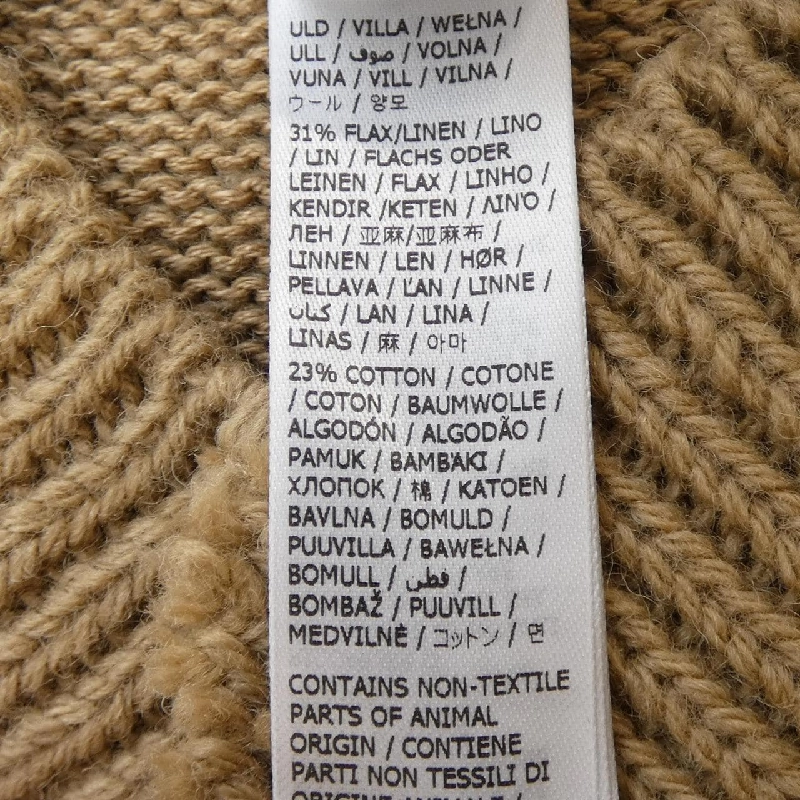 ULD / VILLA / WEŁNA /
ULL / صوف / VOLNA /
VUNA / VILL / VILNA /
ウール / 양모
31% FLAX/LINEN / LINO
/ LIN / FLACHS ODER
LEINEN / FLAX / LINHO /
KENDIR /KETEN / ΛΙΝΌ /
ЛЕН / 亚麻/亚麻布 /
LINNEN / LEN / HØR /
PELLAVA / ĽAN / LINNE /
كتان / LAN / LINA /
LINAS / 麻 / 아마
23% COTTON / COTONE
/ COTON / BAUMWOLLE /
ALGODÓN / ALGODÃO /
PAMUK / ΒΑΜΒΑΚΙ /
ХЛОПОК / 棉 / KATOEN /
BAVLNA / BOMULD /
PUUVILLA / BAWEŁNA /
BOMULL / قطني /
BOMBAŽ / PUUVILL /
MEDVILNĖ / コットン / 면
CONTAINS NON-TEXTILE
PARTS OF ANIMAL
ORIGIN / CONTIENE
PARTI NON TESSILI DI
ORIGINE ANIMALE /